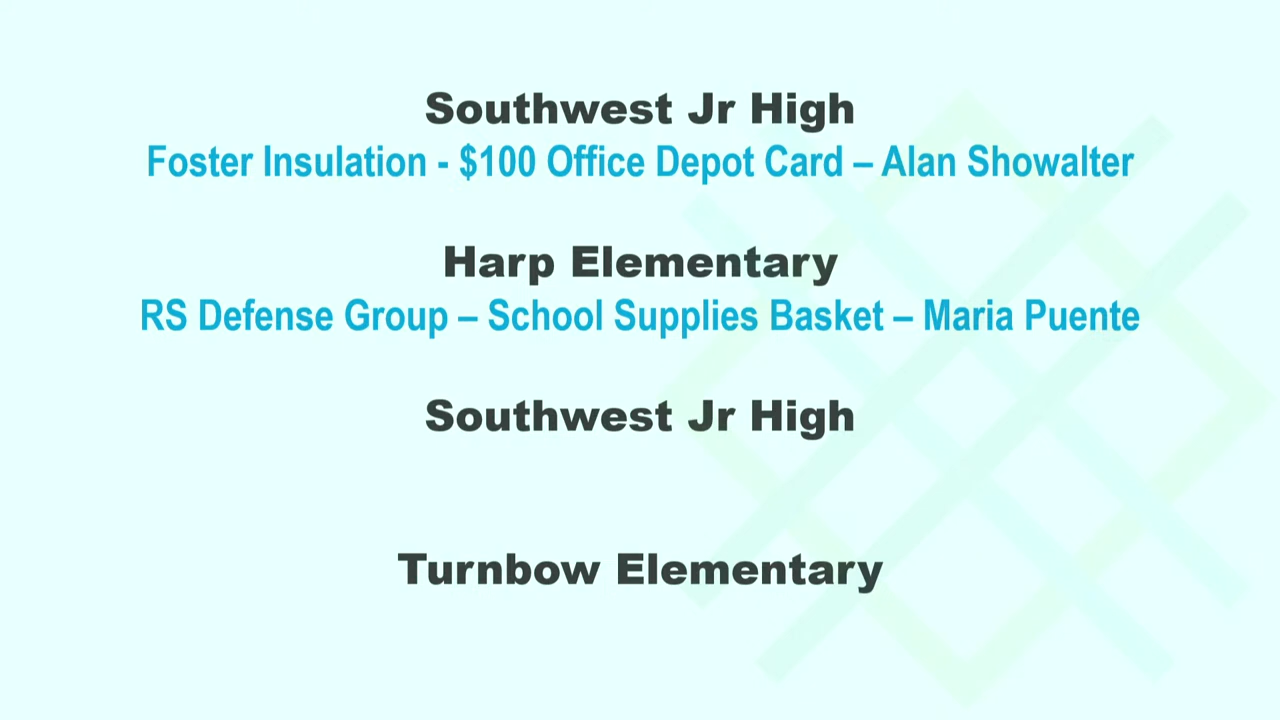 Southwest Jr High
Foster Insulation - $100 Office Depot Card – Alan Showalter
Harp Elementary
RS Defense Group – School Supplies Basket – Maria Puente
Southwest Jr High
Turnbow Elementary